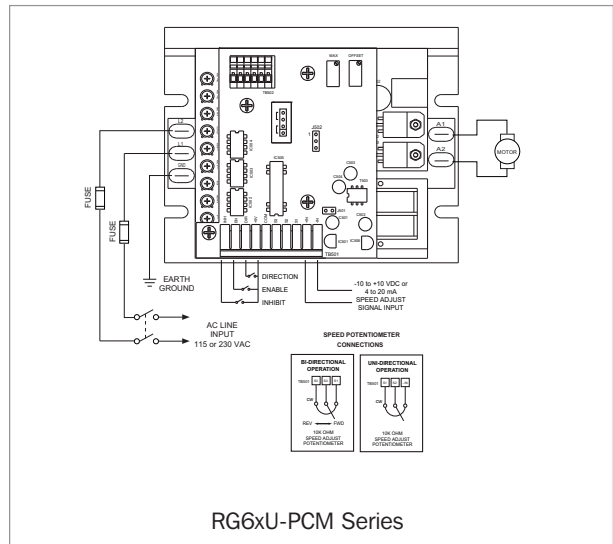 MAX OFFSET
TB502
JS02
1
L2
L1
GND
A1
A2
MOTOR
FUSE
FUSE
TB501
DIRECTION
ENABLE
INHIBIT
EARTH
GROUND
-10 to +10 VDC or
4 to 20 mA
SPEED ADJUST
SIGNAL INPUT
AC LINE
INPUT
115 or 230 VAC
SPEED POTENTIOMETER
CONNECTIONS
BI-DIRECTIONAL
OPERATION
TB501
CW
REV FWD
10K OHM
SPEED ADJUST
POTENTIOMETER
UNI-DIRECTIONAL
OPERATION
TB501
CW
10K OHM
SPEED ADJUST
POTENTIOMETER
RG6xU-PCM Series